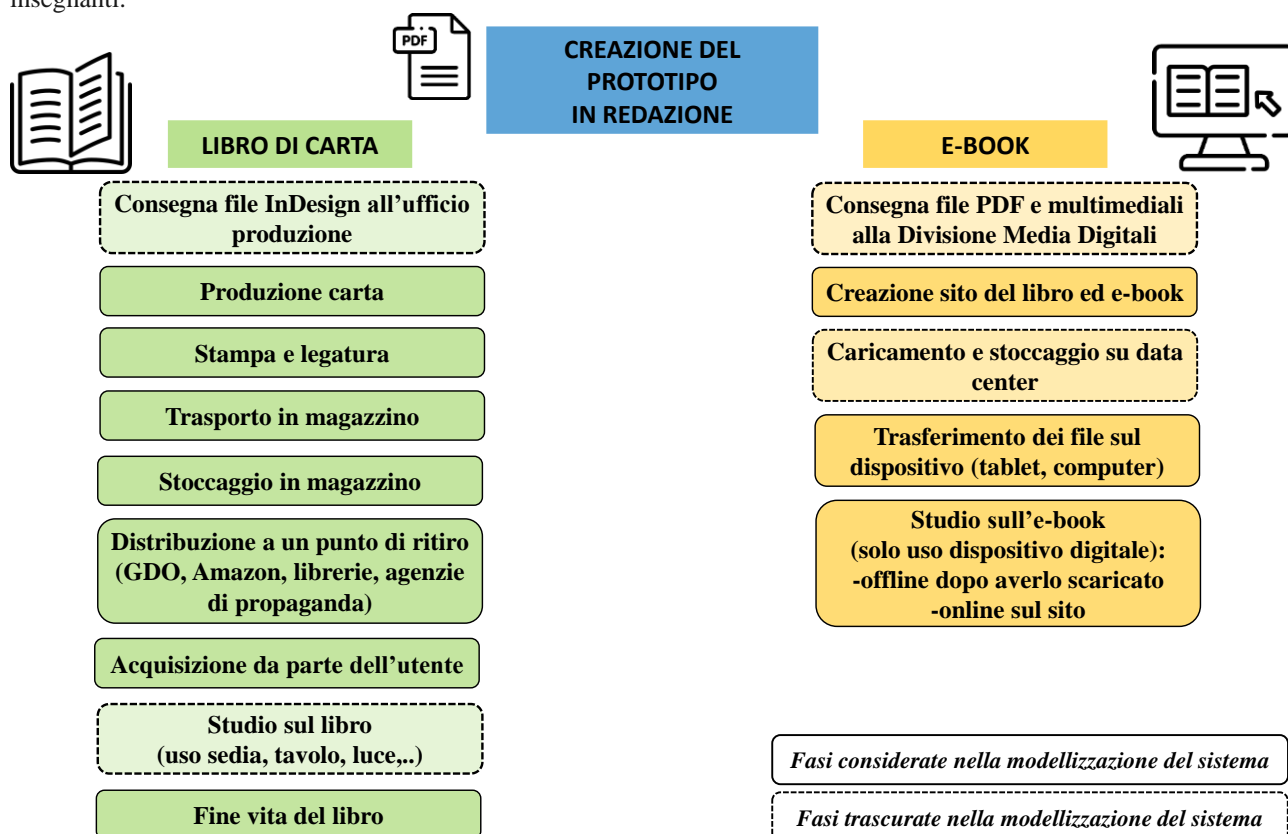 insegnanti.
PDF
CREAZIONE DEL
PROTOTIPO
IN REDAZIONE
LIBRO DI CARTA
Consegna file InDesign all’ufficio
produzione
Produzione carta
Stampa e legatura
Trasporto in magazzino
Stoccaggio in magazzino
Distribuzione a un punto di ritiro
(GDO, Amazon, librerie, agenzie
di propaganda)
Acquisizione da parte dell’utente
Studio sul libro
(uso sedia, tavolo, luce,..)
Fine vita del libro
E-BOOK
Consegna file PDF e multimediali
alla Divisione Media Digitali
Creazione sito del libro ed e-book
Caricamento e stoccaggio su data
center
Trasferimento dei file sul
dispositivo (tablet, computer)
Studio sull’e-book
(solo uso dispositivo digitale):
-offline dopo averlo scaricato
-online sul sito
Fasi considerate nella modellizzazione del sistema
Fasi trascurate nella modellizzazione del sistema